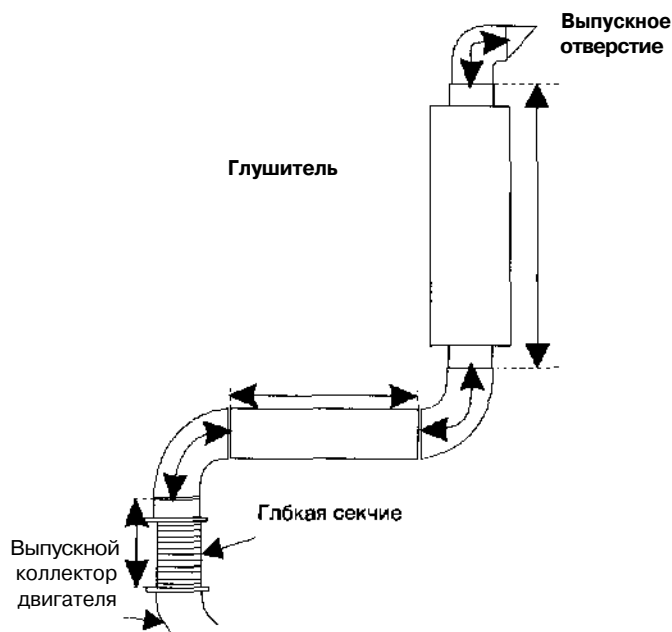 Выпускное
отверстие
Глушитель
Глбкая секчие
Выпускной
коллектор
двигателя